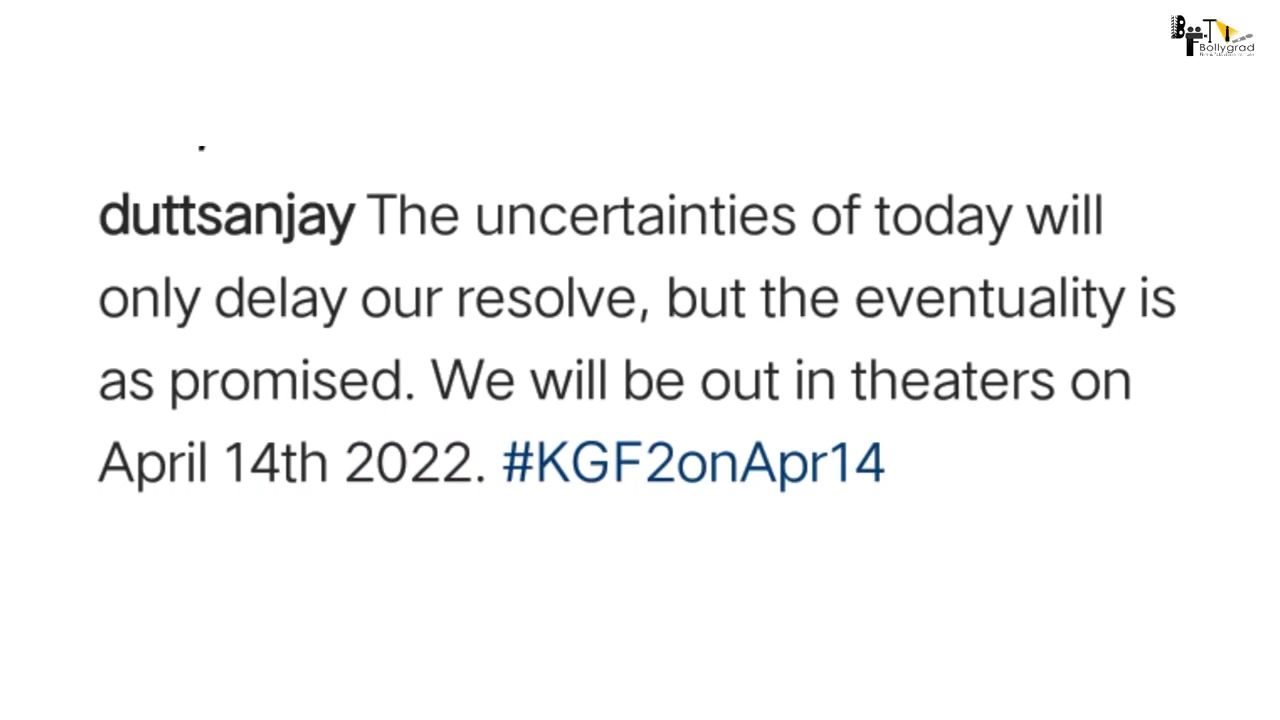 Bollygrad
duttsanjay The uncertainties of today will
only delay our resolve, but the eventuality is
as promised. We will be out in theaters on
April 14th 2022. #KGF2onApr14